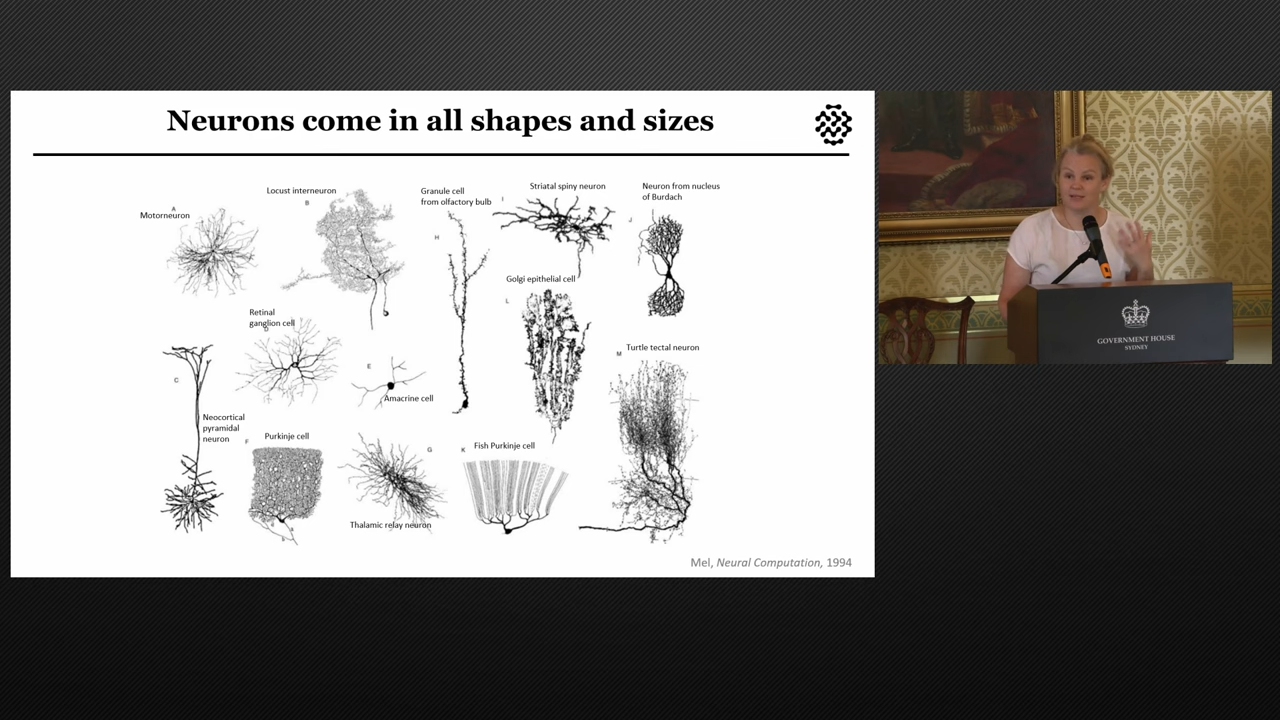 Neurons come in all shapes and sizes
Locust interneuron
B
A
Motorneuron
Granule cell
from olfactory bulb
H
Striatal spiny neuron
I
Neuron from nucleus
of Burdach
J
Golgi epithelial cell
L
Retinal
ganglion cell
D
Turtle tectal neuron
M
C
E
Amacrine cell
Neocortical
pyramidal
neuron
F
Purkinje cell
G
Thalamic relay neuron
K
Fish Purkinje cell
Mel, Neural Computation, 1994
GOVERNMENT HOUSE
SYDNEY